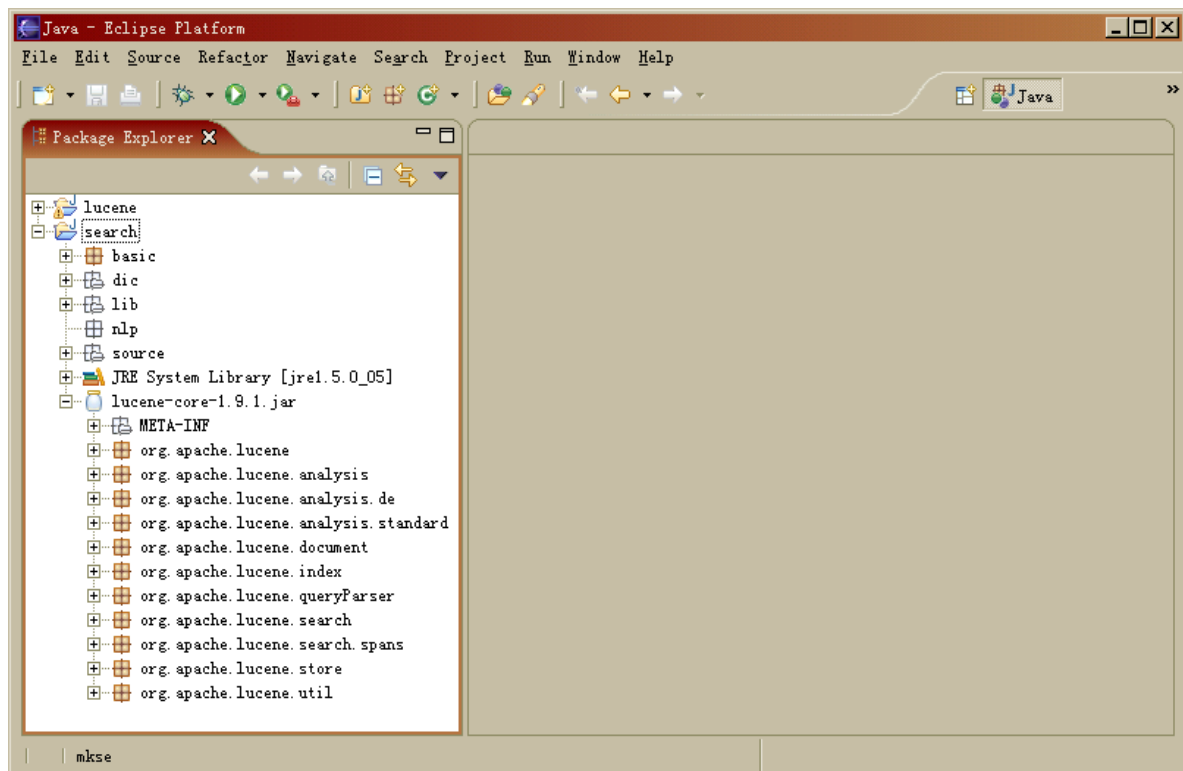 Java - Eclipse Platform
File Edit Source Refactor Navigate Search Project Run Window Help
Java
»
Package Explorer
lucene
search
basic
dic
lib
nlp
source
JRE System Library [jre1.5.0_05]
lucene-core-1.9.1.jar
META-INF
org.apache.lucene
org.apache.lucene.analysis
org.apache.lucene.analysis.de
org.apache.lucene.analysis.standard
org.apache.lucene.document
org.apache.lucene.index
org.apache.lucene.queryParser
org.apache.lucene.search
org.apache.lucene.search.spans
org.apache.lucene.store
org.apache.lucene.util
mkse